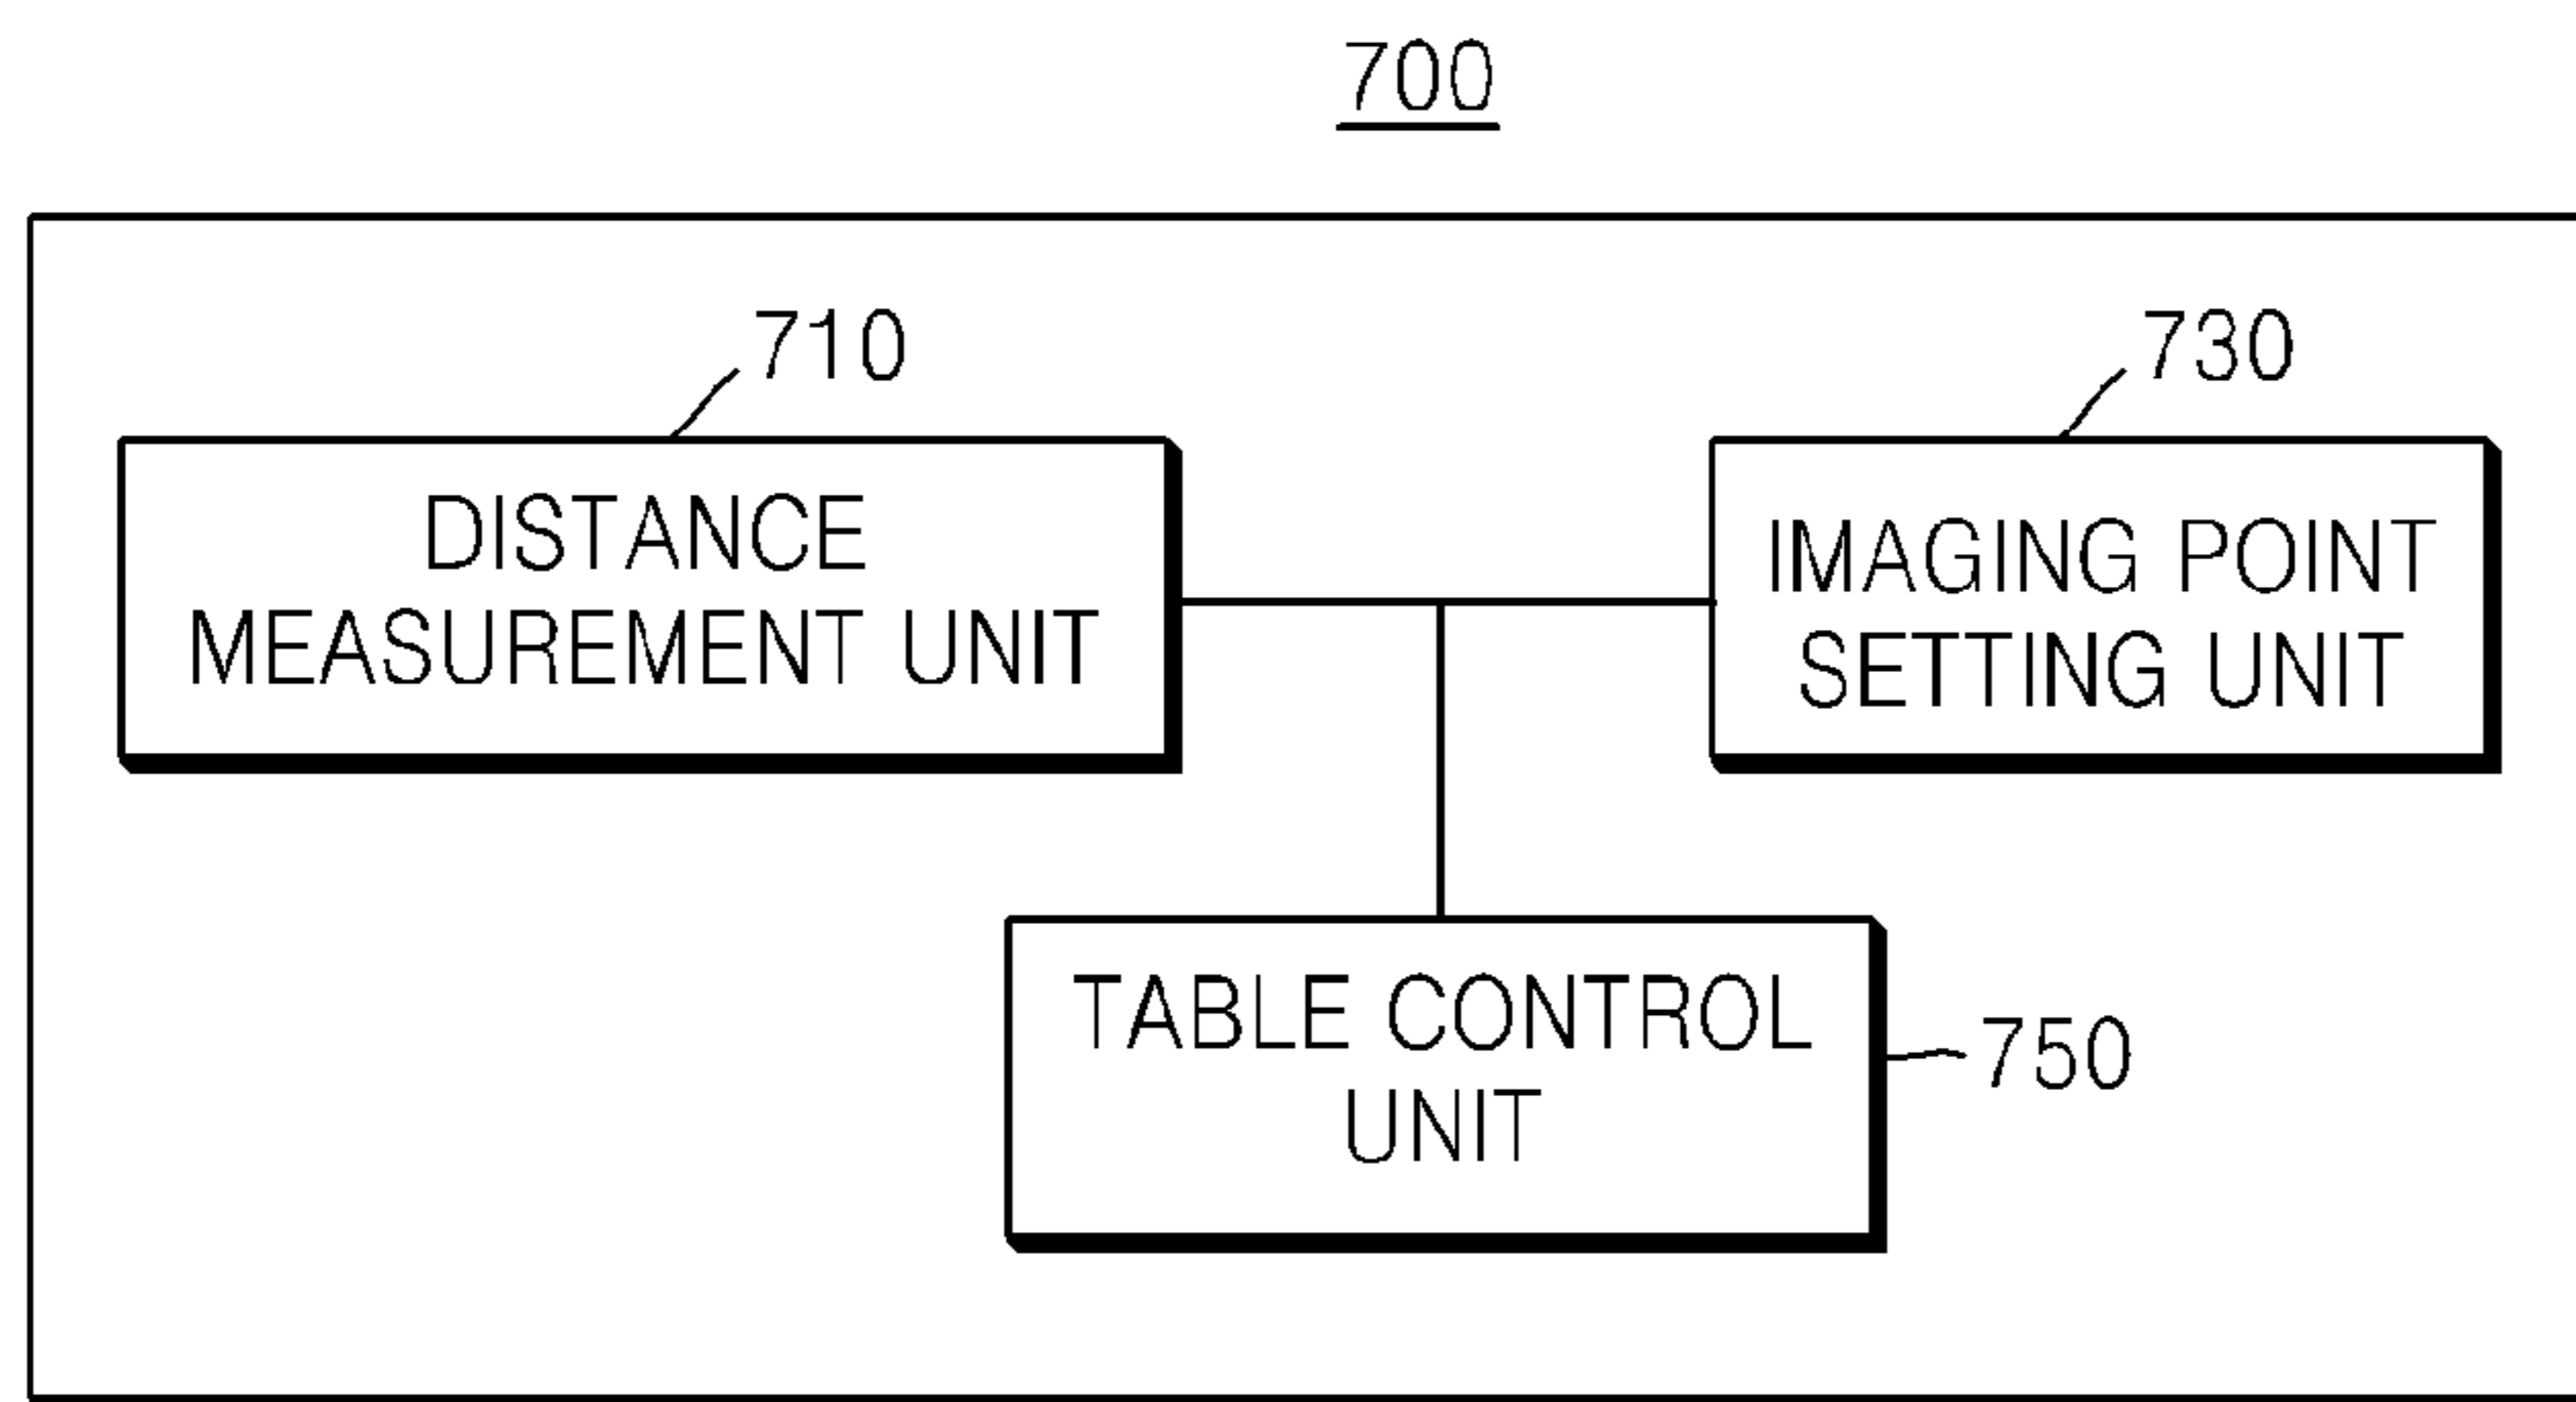 700
710
730
DISTANCE
MEASUREMENT UNIT
IMAGING POINT
SETTING UNIT
TABLE CONTROL
UNIT
750